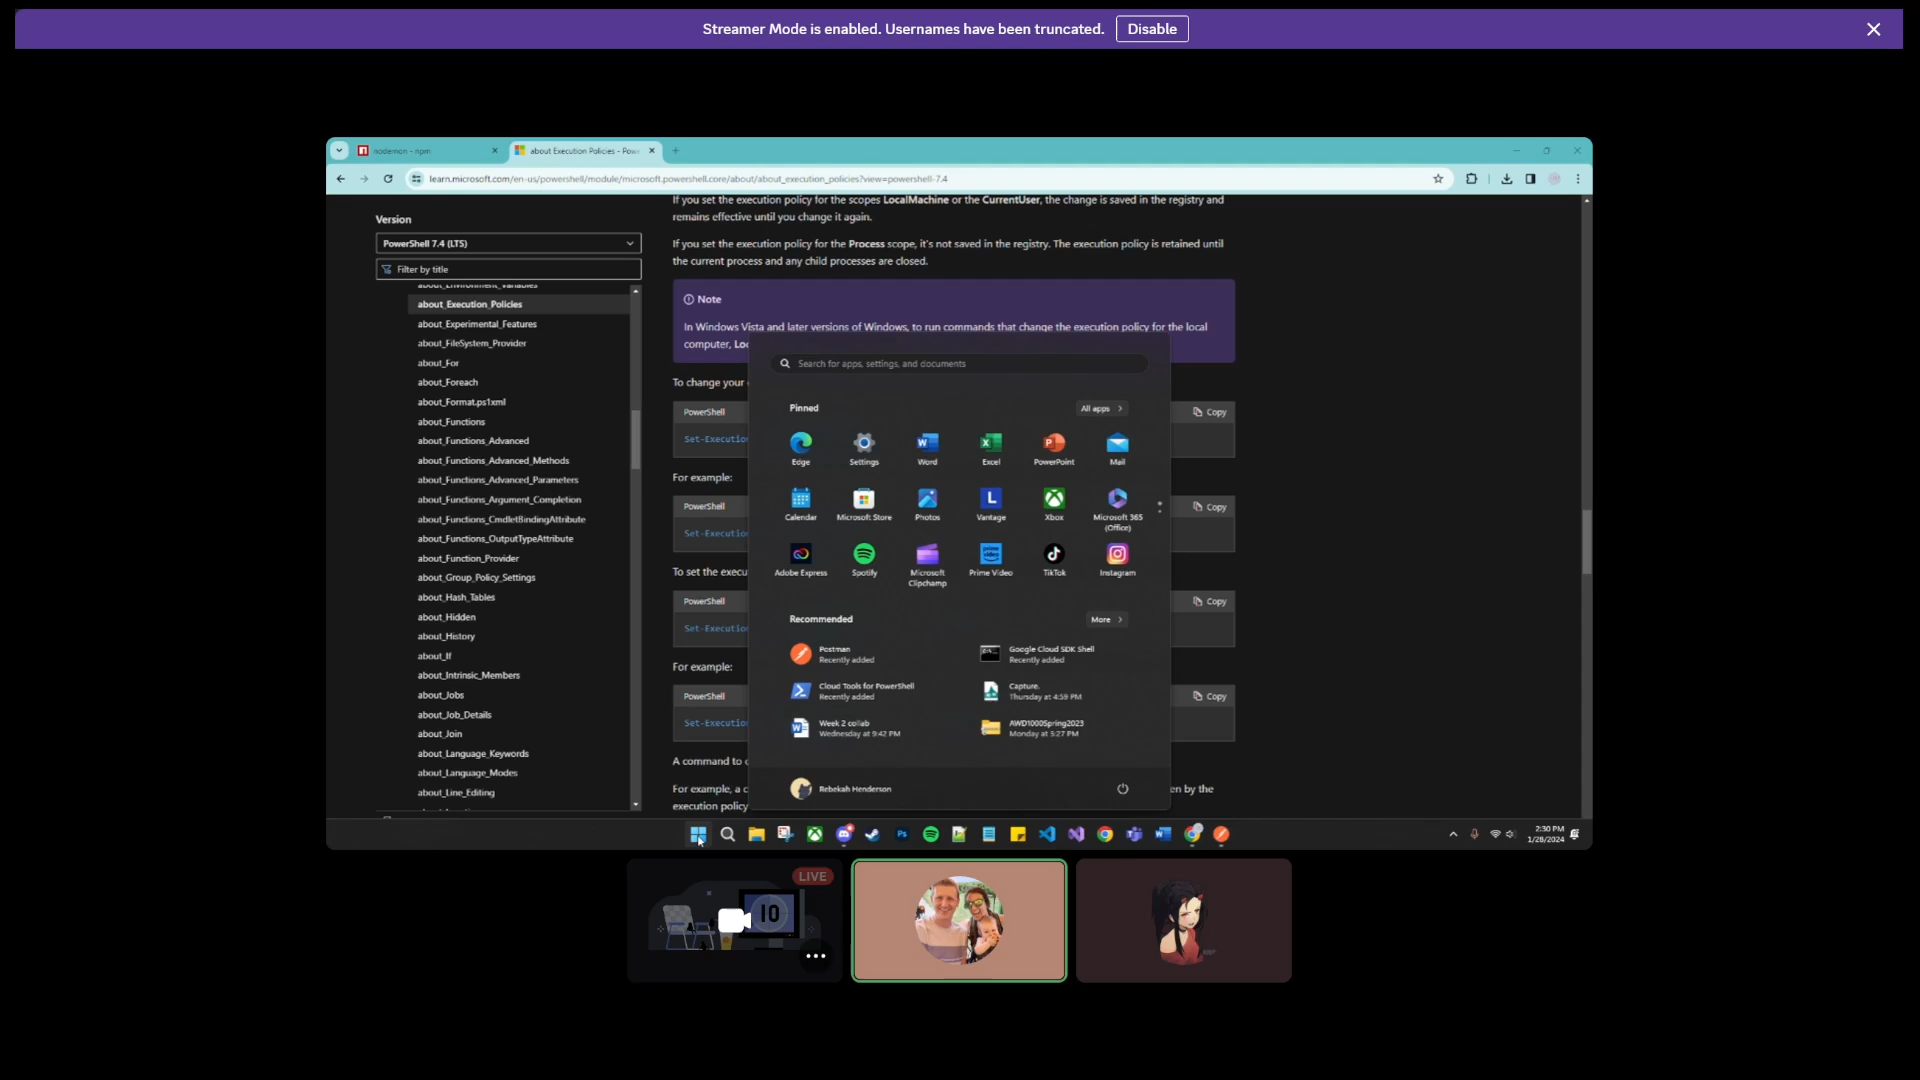 Streamer Mode is enabled. Usernames have been truncated. Disable
nodemon - npm
about Execution Policies - Pow
learn.microsoft.com/en-us/powershell/module/microsoft.powershell.core/about/about_execution_policies?view=powershell-7.4
Version
PowerShell 7.4 (LTS)
Filter by title
about_Environment_Variables
about_Execution_Policies
about_Experimental_Features
about_FileSystem_Provider
about_For
about_Foreach
about_Format.ps1xml
about_Functions
about_Functions_Advanced
about_Functions_Advanced_Methods
about_Functions_Advanced_Parameters
about_Functions_Argument_Completion
about_Functions_CmdletBindingAttribute
about_Functions_OutputTypeAttribute
about_Function_Provider
about_Group_Policy_Settings
about_Hash_Tables
about_Hidden
about_History
about_If
about_Intrinsic_Members
about_Jobs
about_Job_Details
about_Join
about_Language_Keywords
about_Language_Modes
about_Line_Editing
If you set the execution policy for the scopes LocalMachine or the CurrentUser, the change is saved in the registry and
remains effective until you change it again.
If you set the execution policy for the Process scope, it's not saved in the registry. The execution policy is retained until
the current process and any child processes are closed.
Note
In Windows Vista and later versions of Windows, to run commands that change the execution policy for the local
computer, Loc
To change your
PowerShell Copy
Set-Execution
For example:
PowerShell Copy
Set-Execution
To set the execu
PowerShell Copy
Set-Execution
For example:
PowerShell Copy
Set-Execution
A command to
For example, a c en by the
execution policy
Search for apps, settings, and documents
Pinned All apps
Edge Settings Word Excel PowerPoint Mail
Calendar Microsoft Store Photos Vantage Xbox Microsoft 365
(Office)
Adobe Express Spotify Microsoft Prime Video TikTok Instagram
Clipchamp
Recommended More
Postman
Recently added
Google Cloud SDK Shell
Recently added
Cloud Tools for PowerShell
Recently added
Capture.
Thursday at 4:59 PM
Week 2 collab
Wednesday at 9:42 PM
AWD1000Spring2023
Monday at 5:27 PM
Rebekah Henderson
2:30 PM
1/28/2024
LIVE
10